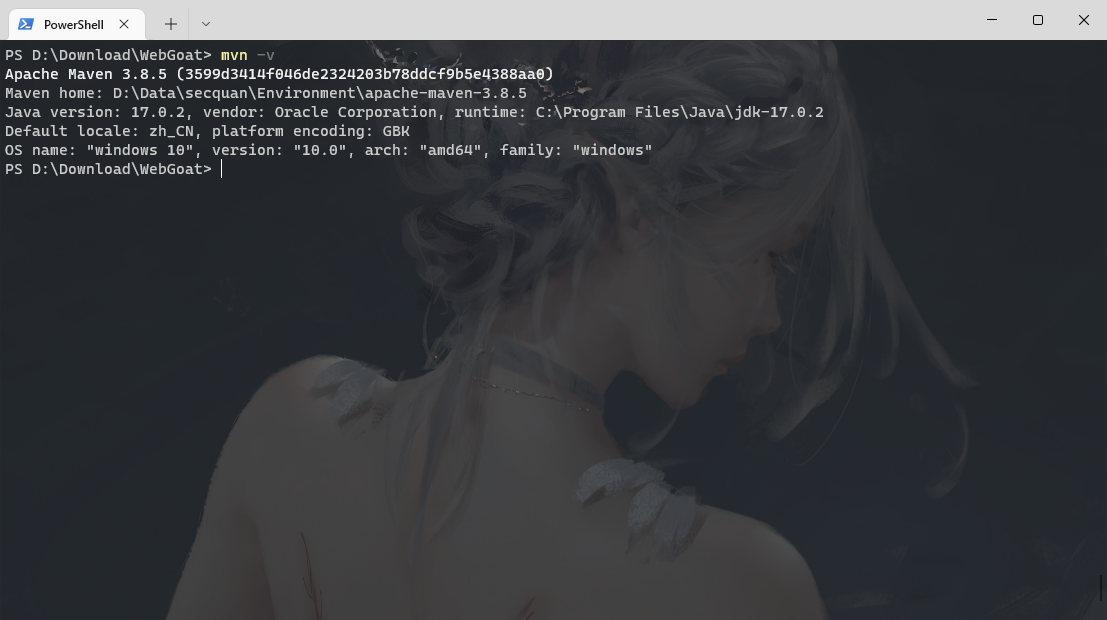 PowerShell
PS D:\Download\WebGoat> mvn -v
Apache Maven 3.8.5 (3599d3414f046de2324203b78ddcf9b5e4388aa0)
Maven home: D:\Data\secquan\Environment\apache-maven-3.8.5
Java version: 17.0.2, vendor: Oracle Corporation, runtime: C:\Program Files\Java\jdk-17.0.2
Default locale: zh_CN, platform encoding: GBK
OS name: "windows 10", version: "10.0", arch: "amd64", family: "windows"
PS D:\Download\WebGoat>